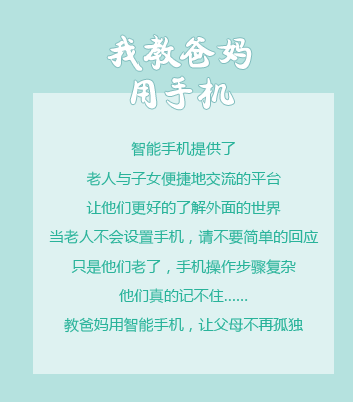 我教爸妈
用手机
智能手机提供了
老人与子女便捷地交流的平台
让他们更好的了解外面的世界
当老人不会设置手机，请不要简单的回应
只是他们老了，手机操作步骤复杂
他们真的记不住......
教爸妈用智能手机，让父母不再孤独